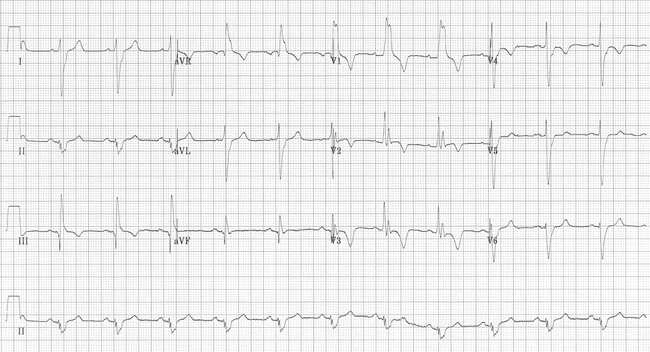 I aVR V1 V4
II aVL V2 V5
III aVF V3 V6
II